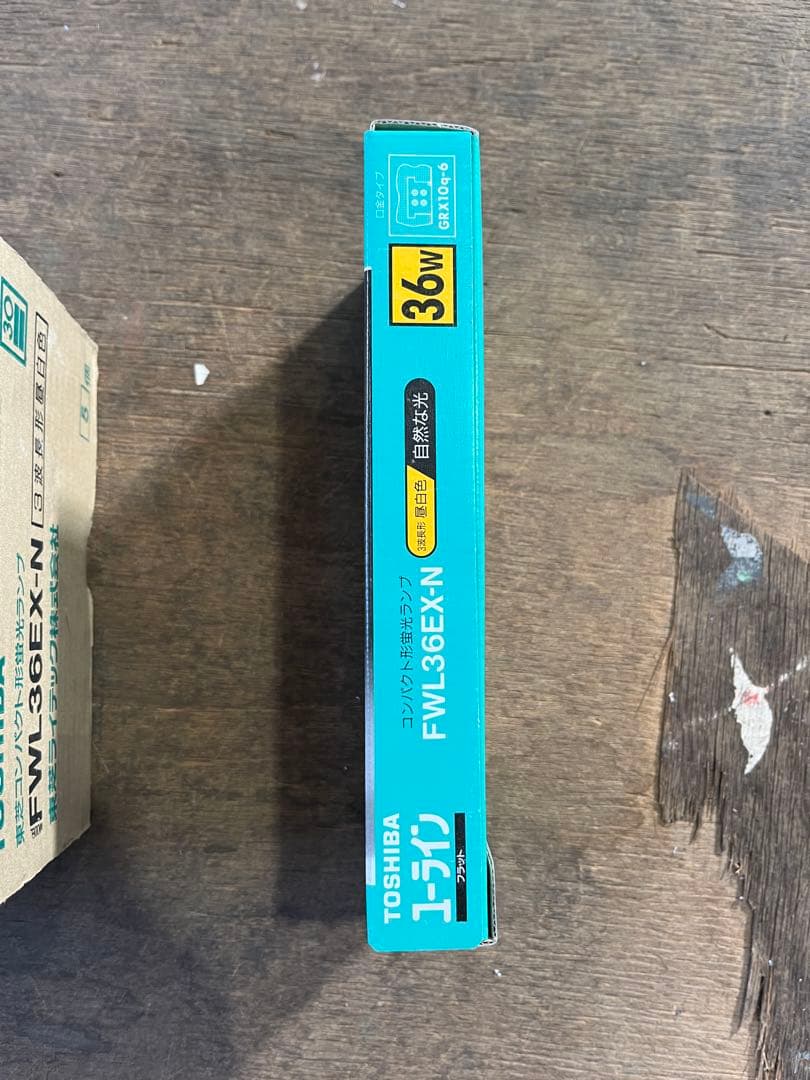 TOSHIBA
ユーライン
フラット
コンパクト形蛍光ランプ
FWL36EX-N
3波長形 昼白色 自然な光
36W
口金タイプ
GRX10q-6
東芝コンパクト形蛍光ランプ
FWL36EX-N 3波長形昼白色
東芝ライテック株式会社
30
5個